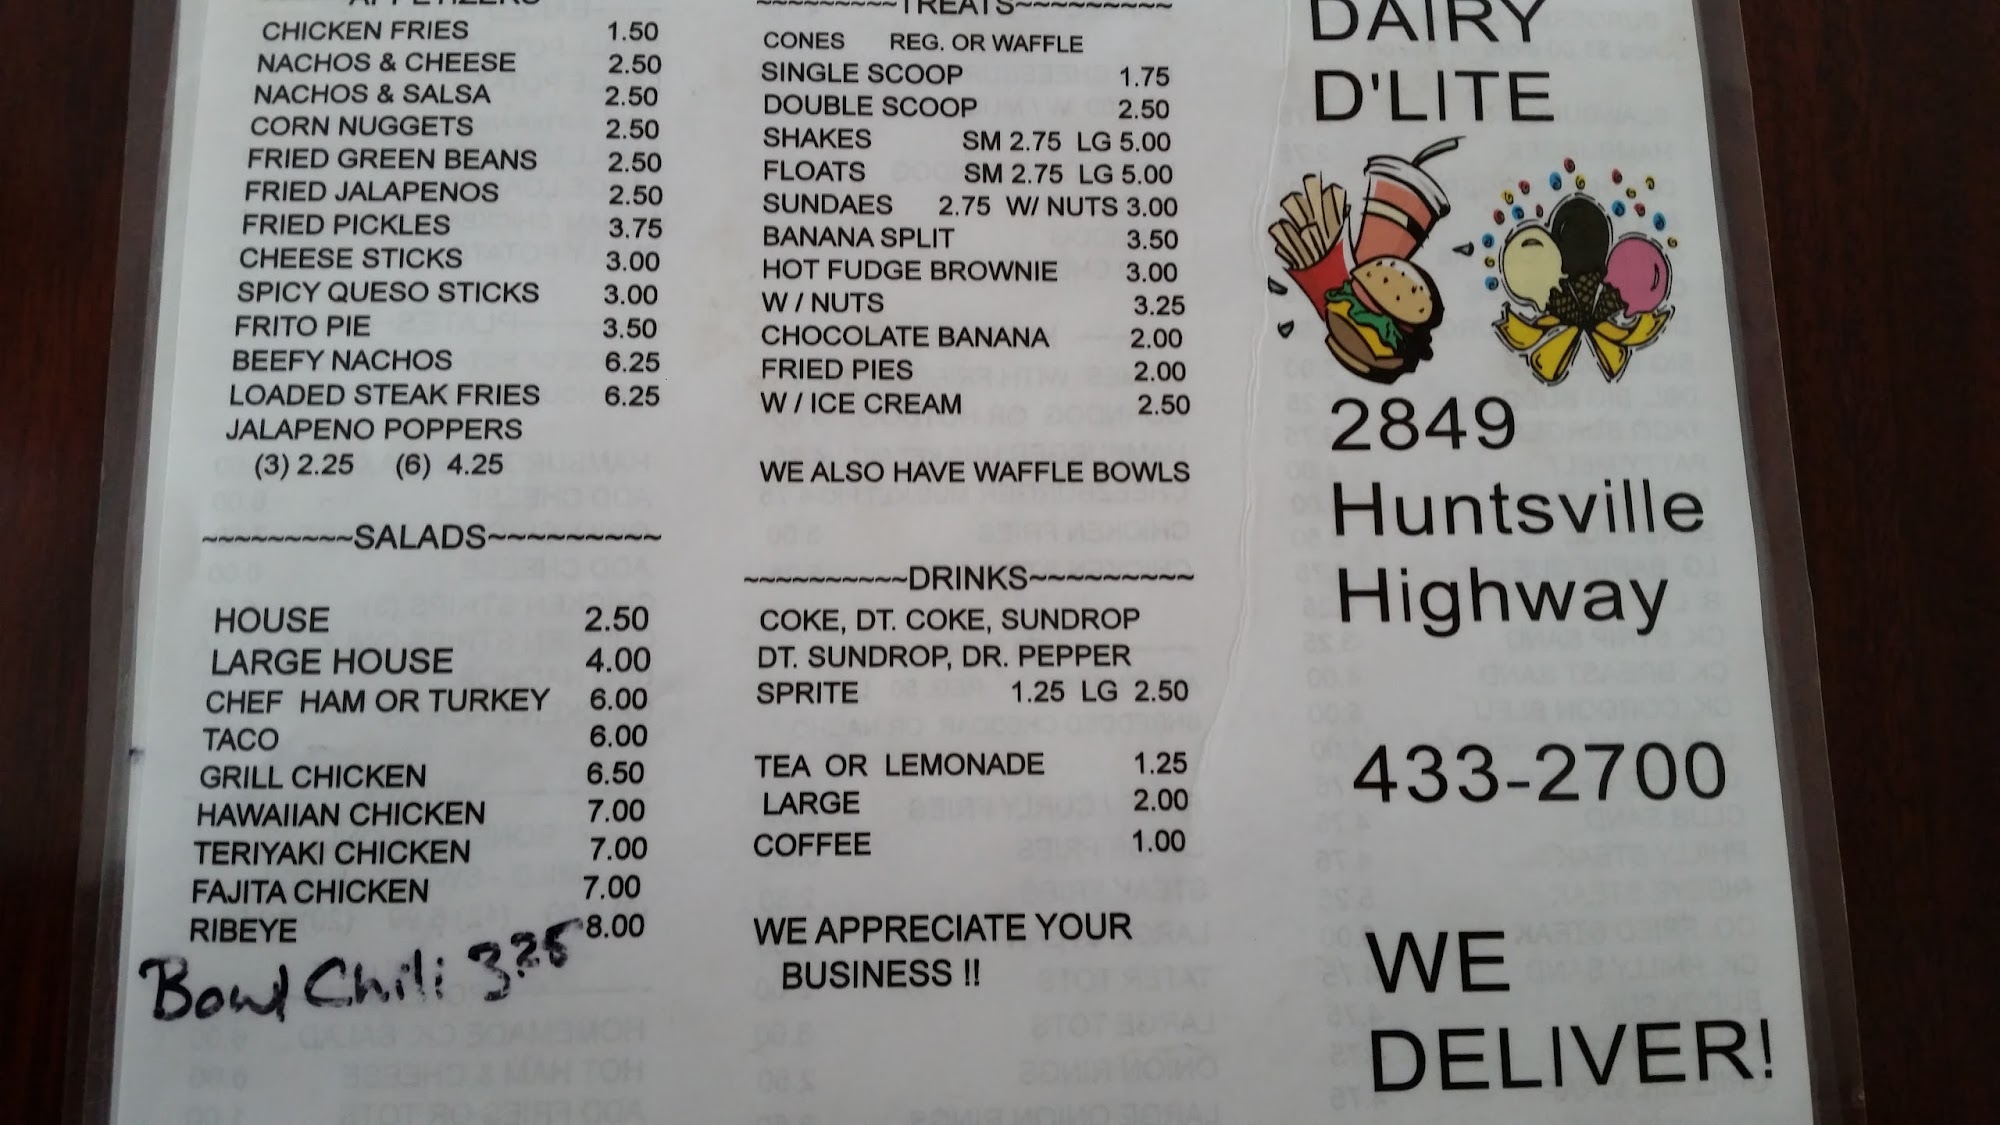 APPETIZERS
CHICKEN FRIES 1.50
NACHOS & CHEESE 2.50
NACHOS & SALSA 2.50
CORN NUGGETS 2.50
FRIED GREEN BEANS 2.50
FRIED JALAPENOS 2.50
FRIED PICKLES 3.75
CHEESE STICKS 3.00
SPICY QUESO STICKS 3.00
FRITO PIE 3.50
BEEFY NACHOS 6.25
LOADED STEAK FRIES 6.25
JALAPENO POPPERS
(3) 2.25 (6) 4.25
~~~~~~~~~SALADS~~~~~~~~~~
HOUSE 2.50
LARGE HOUSE 4.00
CHEF HAM OR TURKEY 6.00
TACO 6.00
GRILL CHICKEN 6.50
HAWAIIAN CHICKEN 7.00
TERIYAKI CHICKEN 7.00
FAJITA CHICKEN 7.00
RIBEYE 8.00
Bowl Chili 3.25
~~~~~~~~~TREATS~~~~~~~~~~
CONES REG. OR WAFFLE
SINGLE SCOOP 1.75
DOUBLE SCOOP 2.50
SHAKES SM 2.75 LG 5.00
FLOATS SM 2.75 LG 5.00
SUNDAES 2.75 W/ NUTS 3.00
BANANA SPLIT 3.50
HOT FUDGE BROWNIE 3.00
W / NUTS 3.25
CHOCOLATE BANANA 2.00
FRIED PIES 2.00
W / ICE CREAM 2.50
WE ALSO HAVE WAFFLE BOWLS
~~~~~~~~~~DRINKS~~~~~~~~~~
COKE, DT. COKE, SUNDROP
DT. SUNDROP, DR. PEPPER
SPRITE 1.25 LG 2.50
TEA OR LEMONADE 1.25
LARGE 2.00
COFFEE 1.00
WE APPRECIATE YOUR
BUSINESS !!
DAIRY
D'LITE
2849
Huntsville
Highway
433-2700
WE
DELIVER!